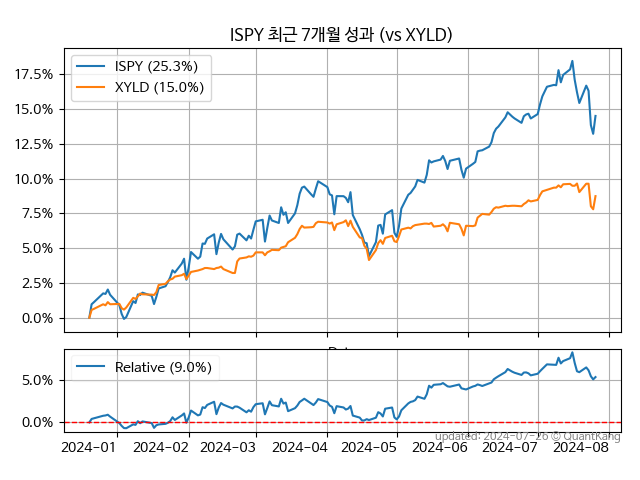 ISPY 최근 7개월 성과 (vs XYLD)
ISPY (25.3%)
XYLD (15.0%)
17.5%
15.0%
12.5%
10.0%
7.5%
5.0%
2.5%
0.0%
Relative (9.0%)
5.0%
0.0%
2024-01 2024-02 2024-03 2024-04 2024-05 2024-06 2024-07 2024-08
updated: 2024-07-26 © QuantKang